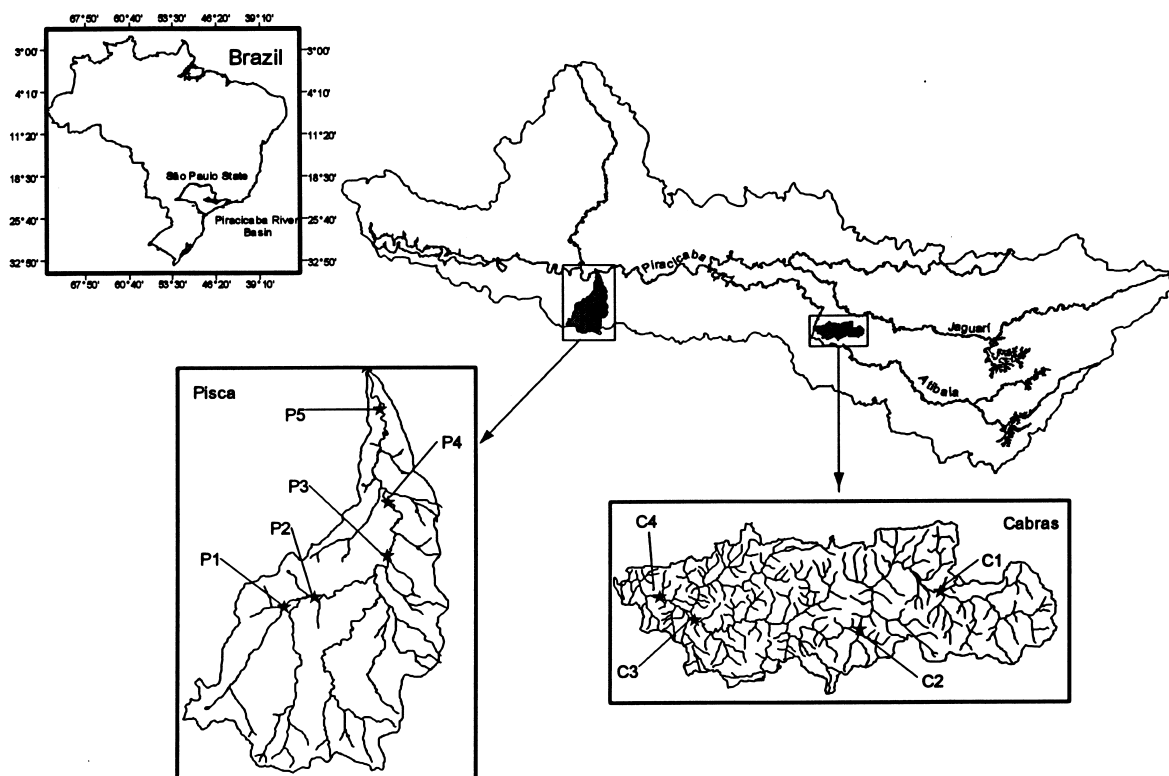 67°50' 60°40' 53°30' 46°20' 39°10'
Brazil
3°00' 3°00'
4°10' 4°10'
11°20' 11°20'
18°30' 18°30'
São Paulo State
25°40' 25°40'
Piracicaba River
Basin
32°50' 32°50'
67°50' 60°40' 53°30' 46°20' 39°10'
Piracicaba
Jaguarí
Atibaia
Pisca
P5
P4
P3
P2
P1
Cabras
C4
C1
C3
C2